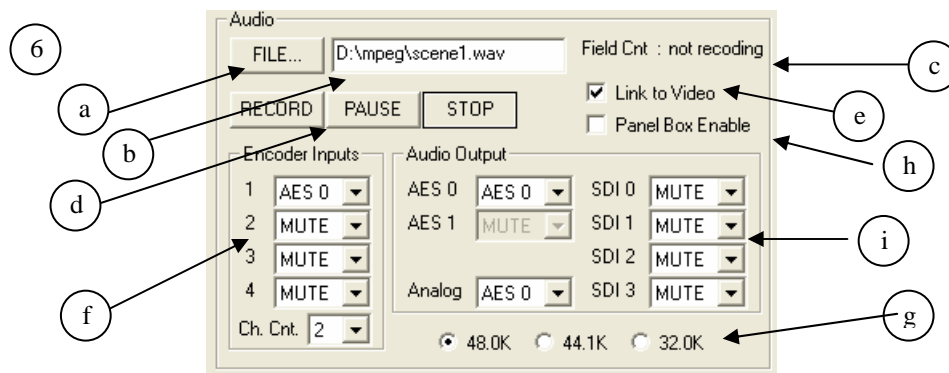 Audio
6
FILE... D:\mpeg\scene1.wav Field Cnt : not recoding
c
a
Link to Video
e
RECORD PAUSE STOP
b
Panel Box Enable
h
d
Encoder Inputs Audio Output
1 AES 0 AES 0 AES 0 SDI 0 MUTE
2 MUTE AES 1 MUTE SDI 1 MUTE
i
3 MUTE SDI 2 MUTE
4 MUTE Analog AES 0 SDI 3 MUTE
f
g
Ch. Cnt. 2
48.0K 44.1K 32.0K